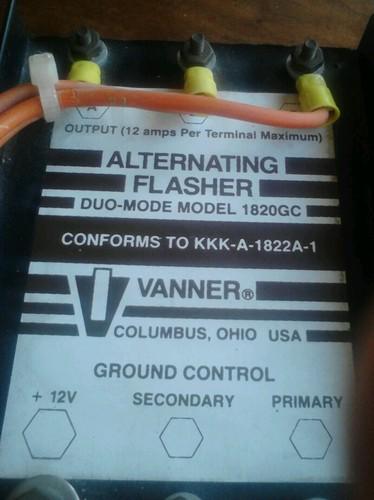 A
OUTPUT (12 amps Per Terminal Maximum)
ALTERNATING
FLASHER
DUO-MODE MODEL 1820GC
CONFORMS TO KKK-A-1822A-1
VANNER®
COLUMBUS, OHIO USA
GROUND CONTROL
+ 12V SECONDARY PRIMARY